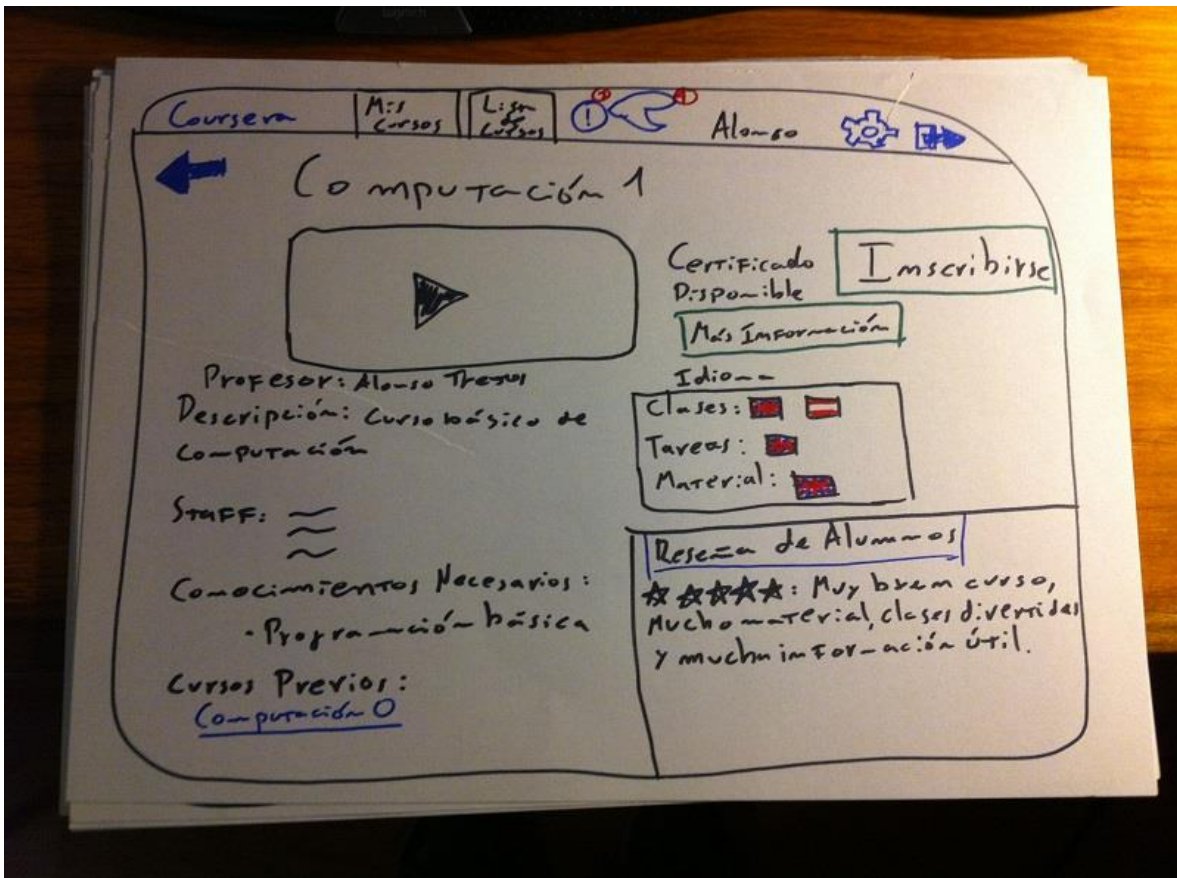 Coursera
Mis
Cursos
Lista
de
Cursos
!
Alonso
Computación 1
Certificado
Disponible
Inscribirse
Más Información
Profesor: Alonso
Descripción: Curso básico de
Computación
Staff:
Conocimientos Necesarios:
· Programación básica
Cursos Previos:
Computación 0
Idioma
Clases:
Tareas:
Material:
Reseña de Alumnos
★★★★★: Muy buen curso,
Mucho material, clases divertidas
y mucha información útil.